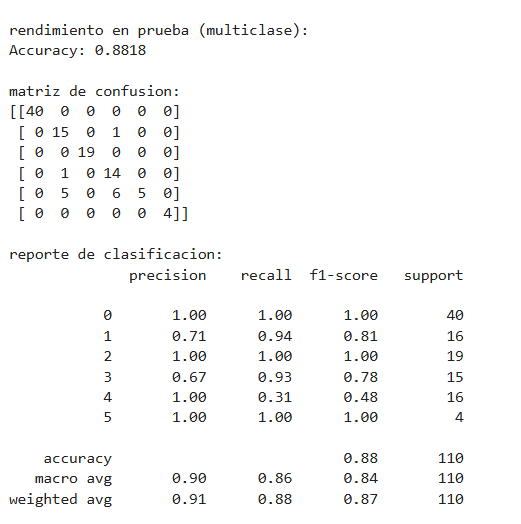 rendimiento en prueba (multiclase):
Accuracy: 0.8818
matriz de confusion:
[[40 0 0 0 0 0]
[ 0 15 0 1 0 0]
[ 0 0 19 0 0 0]
[ 0 1 0 14 0 0]
[ 0 5 0 6 5 0]
[ 0 0 0 0 0 4]]
reporte de clasificacion:
precision recall f1-score support
0 1.00 1.00 1.00 40
1 0.71 0.94 0.81 16
2 1.00 1.00 1.00 19
3 0.67 0.93 0.78 15
4 1.00 0.31 0.48 16
5 1.00 1.00 1.00 4
accuracy 0.88 110
macro avg 0.90 0.86 0.84 110
weighted avg 0.91 0.88 0.87 110